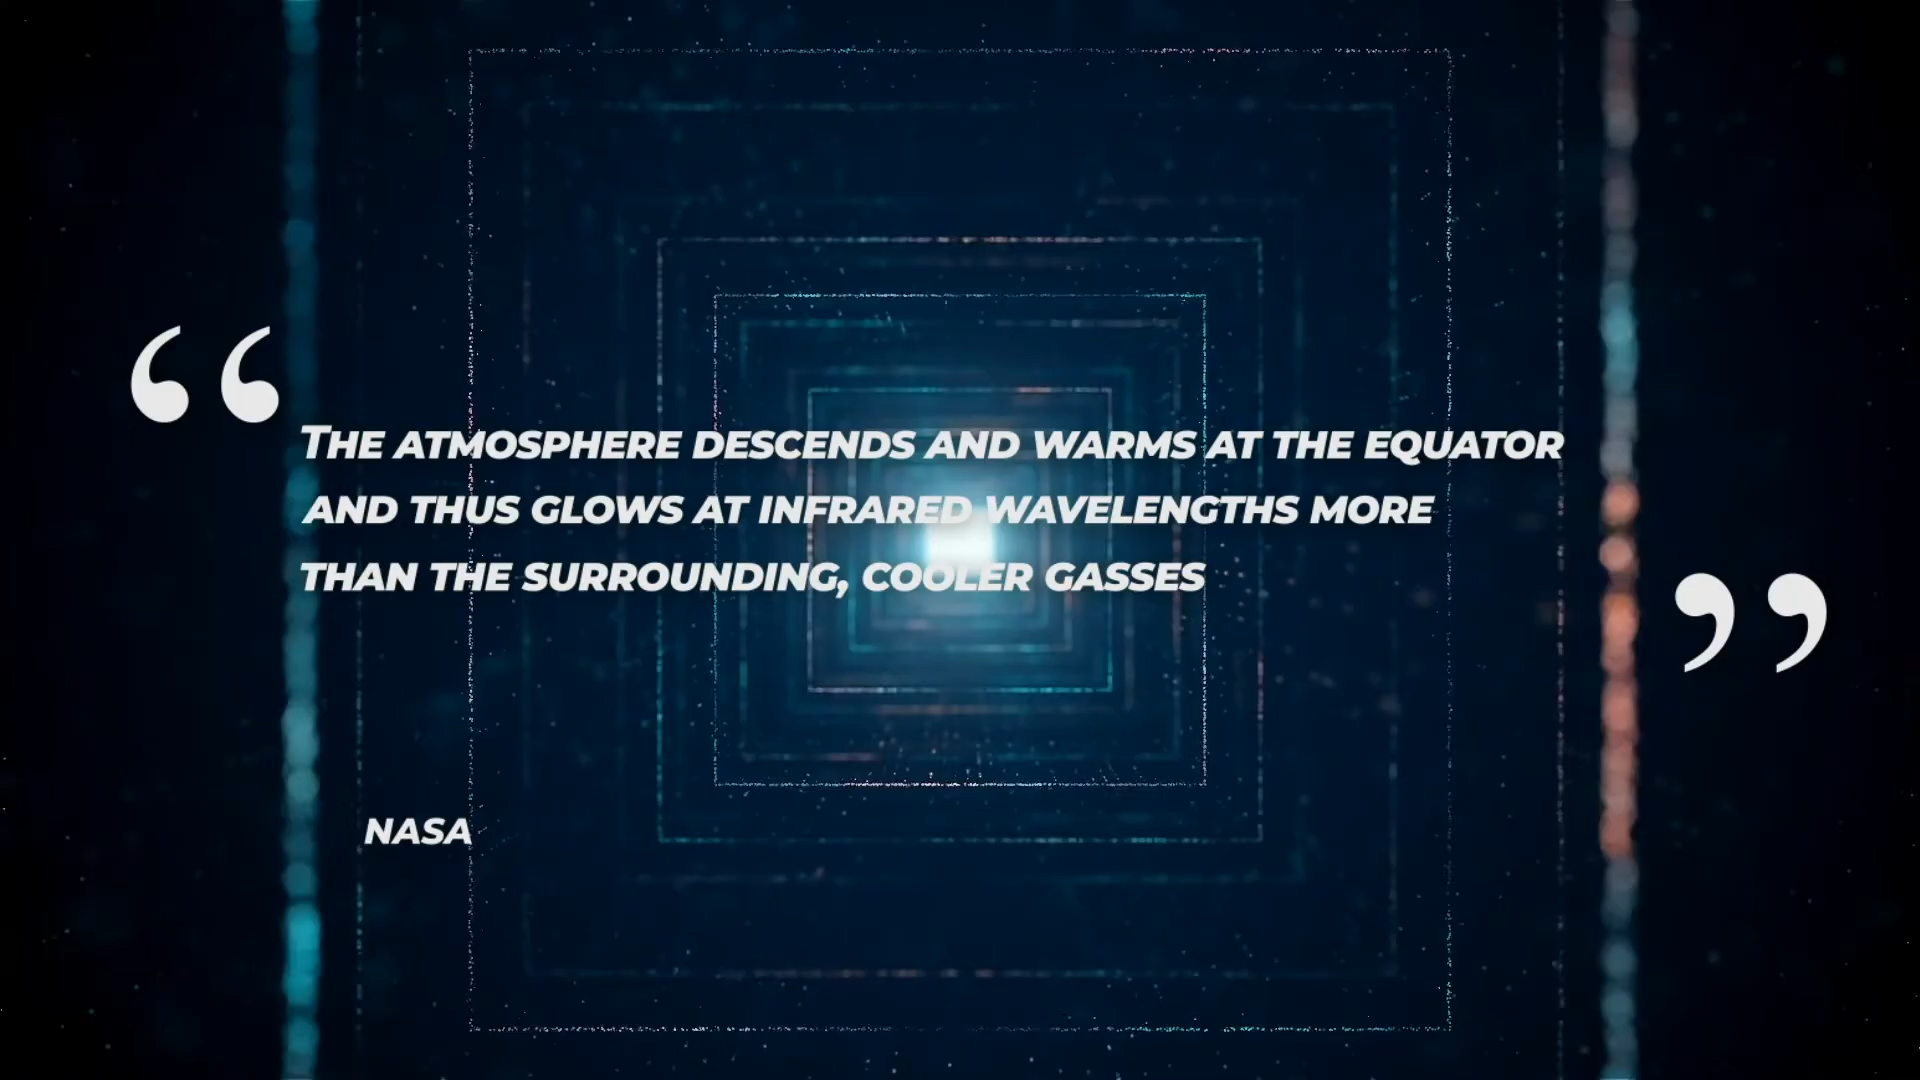 “THE ATMOSPHERE DESCENDS AND WARMS AT THE EQUATOR
AND THUS GLOWS AT INFRARED WAVELENGTHS MORE
THAN THE SURROUNDING, COOLER GASSES”
NASA